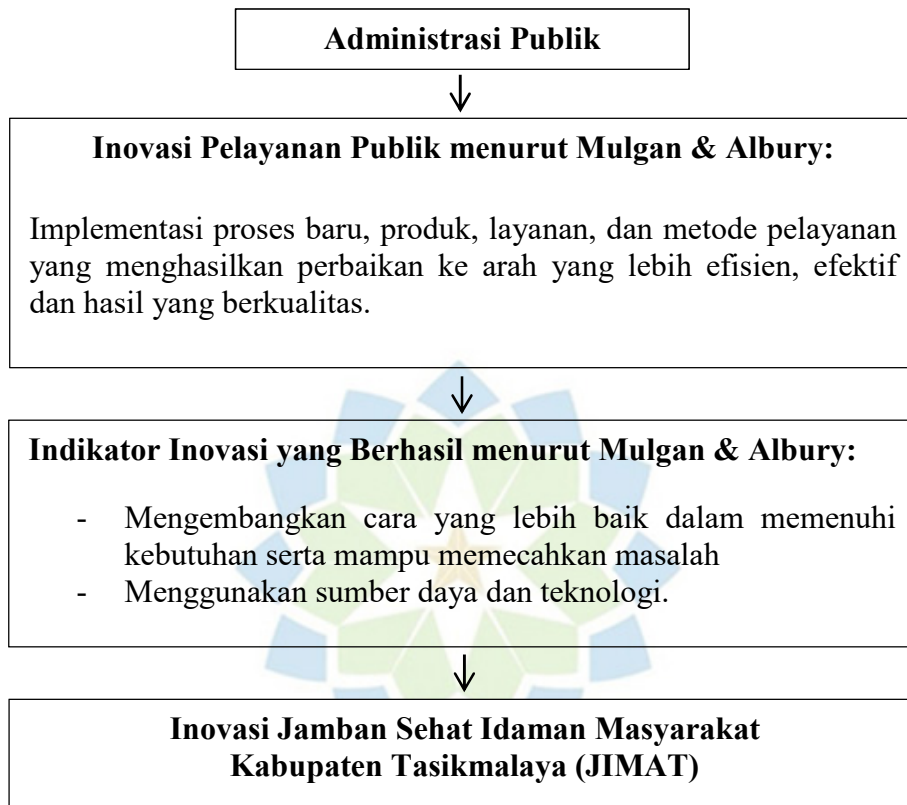 Administrasi Publik
Inovasi Pelayanan Publik menurut Mulgan & Albury:
Implementasi proses baru, produk, layanan, dan metode pelayanan
yang menghasilkan perbaikan ke arah yang lebih efisien, efektif
dan hasil yang berkualitas.
Indikator Inovasi yang Berhasil menurut Mulgan & Albury:
- Mengembangkan cara yang lebih baik dalam memenuhi
kebutuhan serta mampu memecahkan masalah
- Menggunakan sumber daya dan teknologi.
Inovasi Jamban Sehat Idaman Masyarakat
Kabupaten Tasikmalaya (JIMAT)